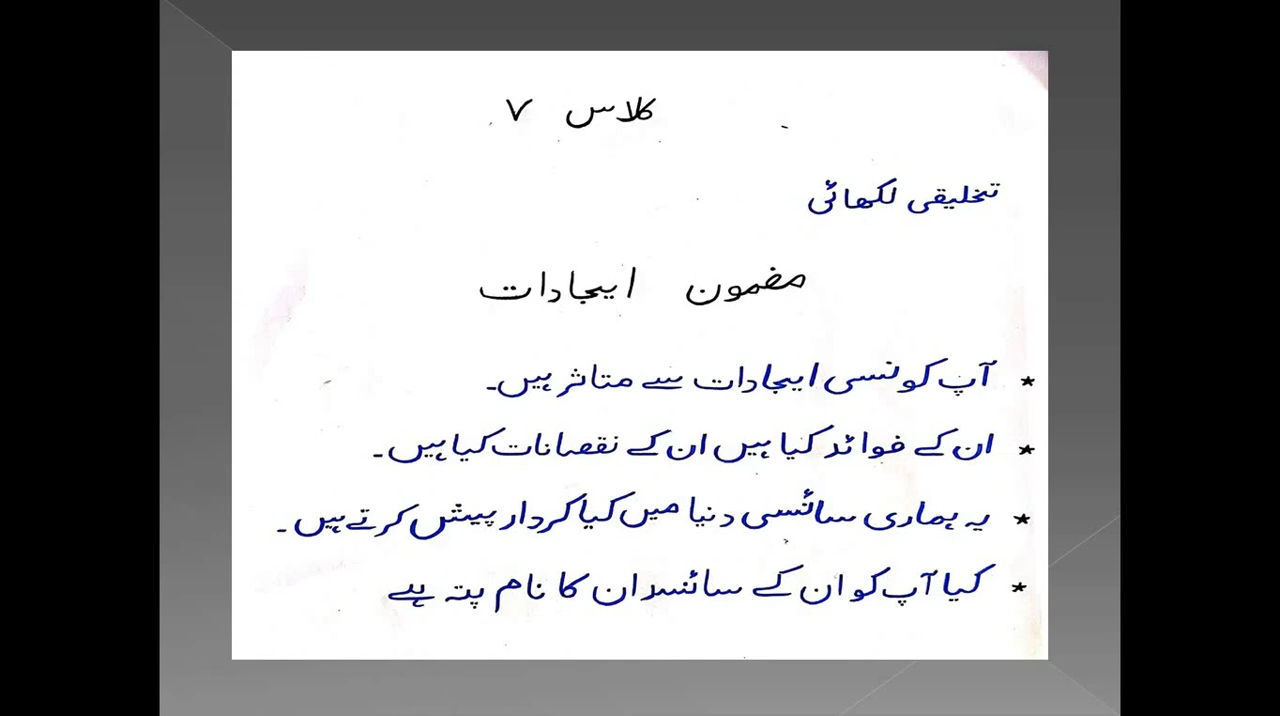 کلاس ۷
تخلیقی لکھائی
مضمون ایجادات
* آپ کونسی ایجادات سے متاثر ہیں۔
* ان کے فوائد کیا ہیں ان کے نقصانات کیا ہیں۔
* یہ ہماری سائنسی دنیا میں کیا کردار پیش کرتے ہیں۔
* کیا آپ کو ان کے سائنسدان کا نام پتہ ہے